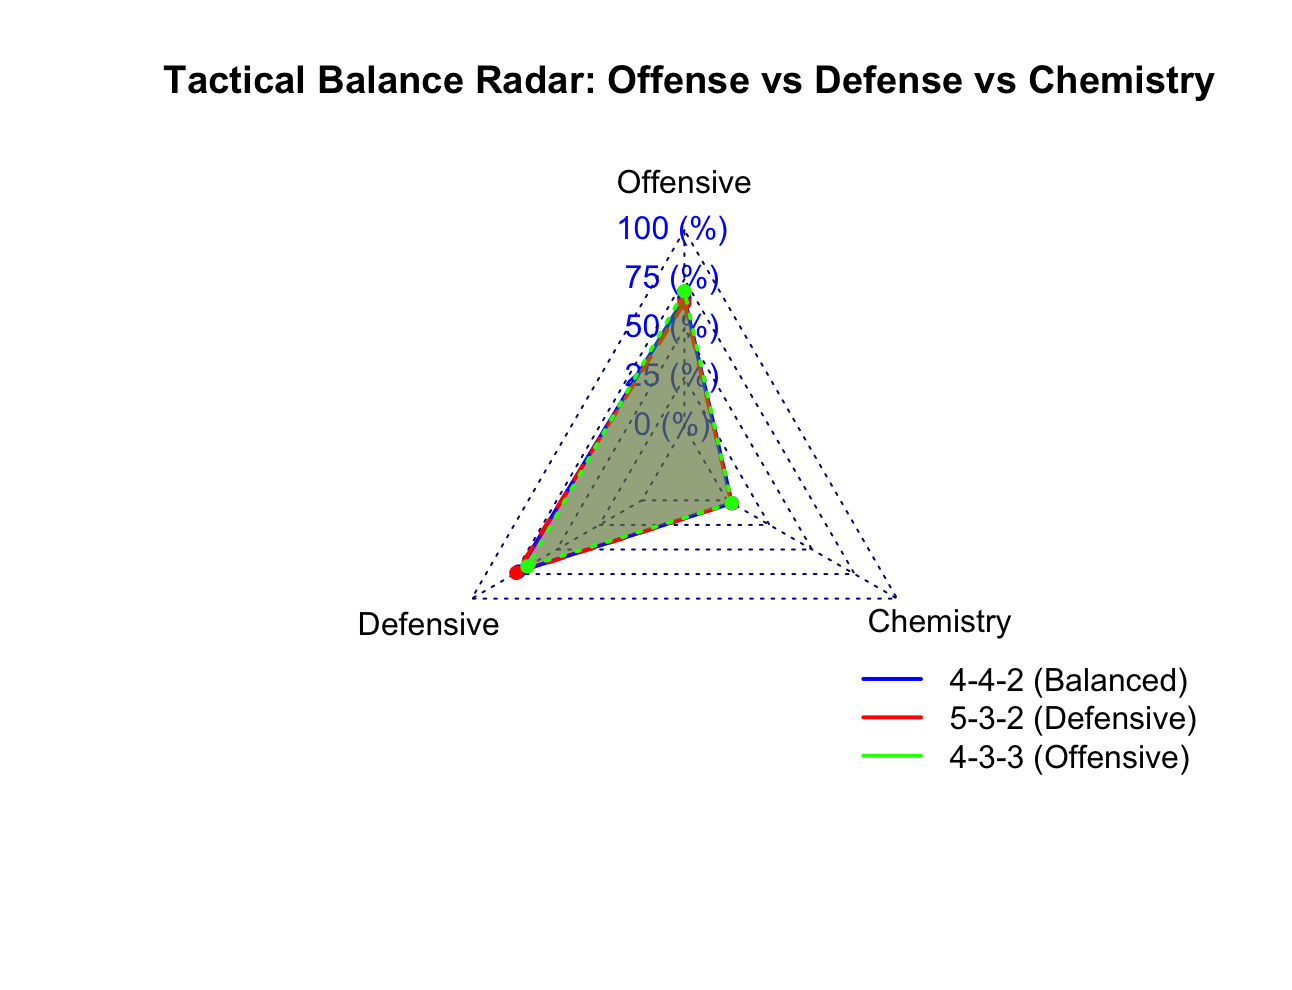 Tactical Balance Radar: Offense vs Defense vs Chemistry
Offensive
100 (%)
75 (%)
50 (%)
25 (%)
0 (%)
Defensive
Chemistry
4-4-2 (Balanced)
5-3-2 (Defensive)
4-3-3 (Offensive)